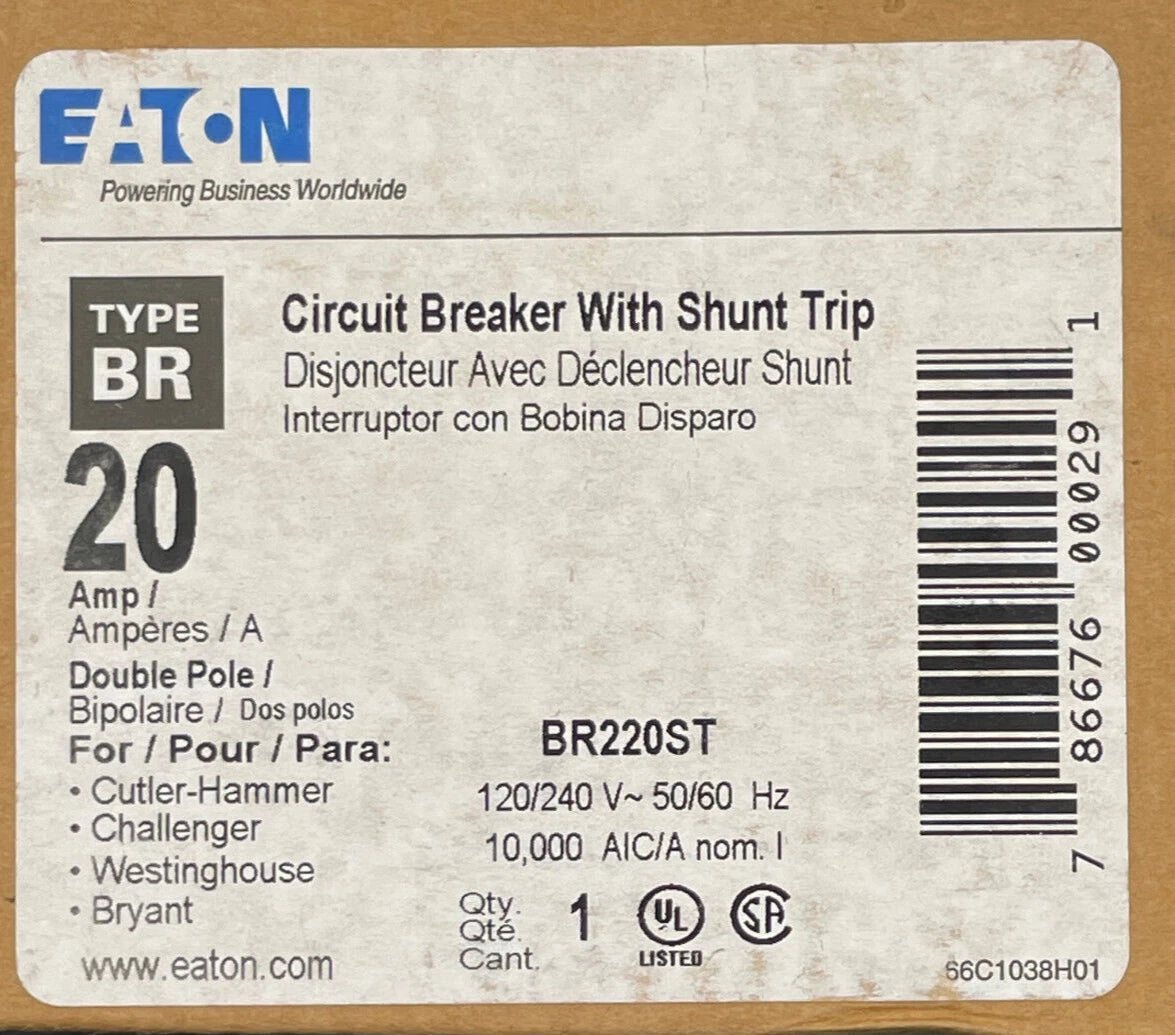 EATON
Powering Business Worldwide
TYPE
BR
Circuit Breaker With Shunt Trip
Disjoncteur Avec Déclencheur Shunt
Interruptor con Bobina Disparo
20
Amp /
Ampères / A
Double Pole /
Bipolaire / Dos polos
For / Pour / Para:
• Cutler-Hammer
• Challenger
• Westinghouse
• Bryant
www.eaton.com
BR220ST
120/240 V~ 50/60 Hz
10,000 AIC/A nom. I
Qty.
Qté.
Cant.
1
UL
LISTED
SA
7 86676 00029 1
66C1038H01